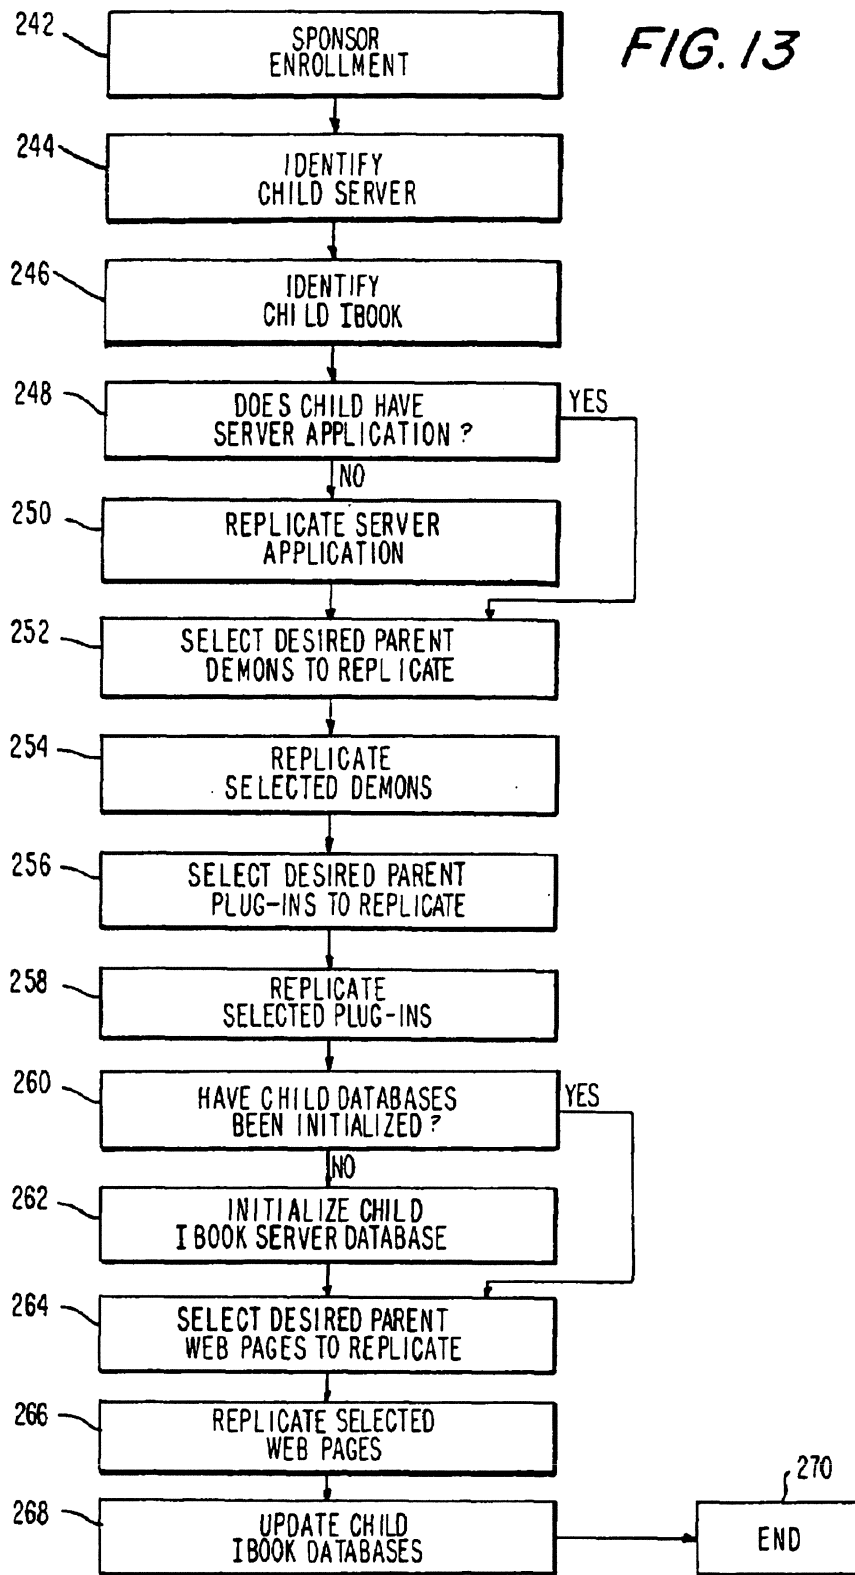 FIG. 13
242
SPONSOR
ENROLLMENT
244
IDENTIFY
CHILD SERVER
246
IDENTIFY
CHILD IBOOK
248
DOES CHILD HAVE
SERVER APPLICATION?
YES
NO
250
REPLICATE SERVER
APPLICATION
252
SELECT DESIRED PARENT
DEMONS TO REPLICATE
254
REPLICATE
SELECTED DEMONS
256
SELECT DESIRED PARENT
PLUG-INS TO REPLICATE
258
REPLICATE
SELECTED PLUG-INS
260
HAVE CHILD DATABASES
BEEN INITIALIZED?
YES
NO
262
INITIALIZE CHILD
IBOOK SERVER DATABASE
264
SELECT DESIRED PARENT
WEB PAGES TO REPLICATE
266
REPLICATE SELECTED
WEB PAGES
268
UPDATE CHILD
IBOOK DATABASES
270
END